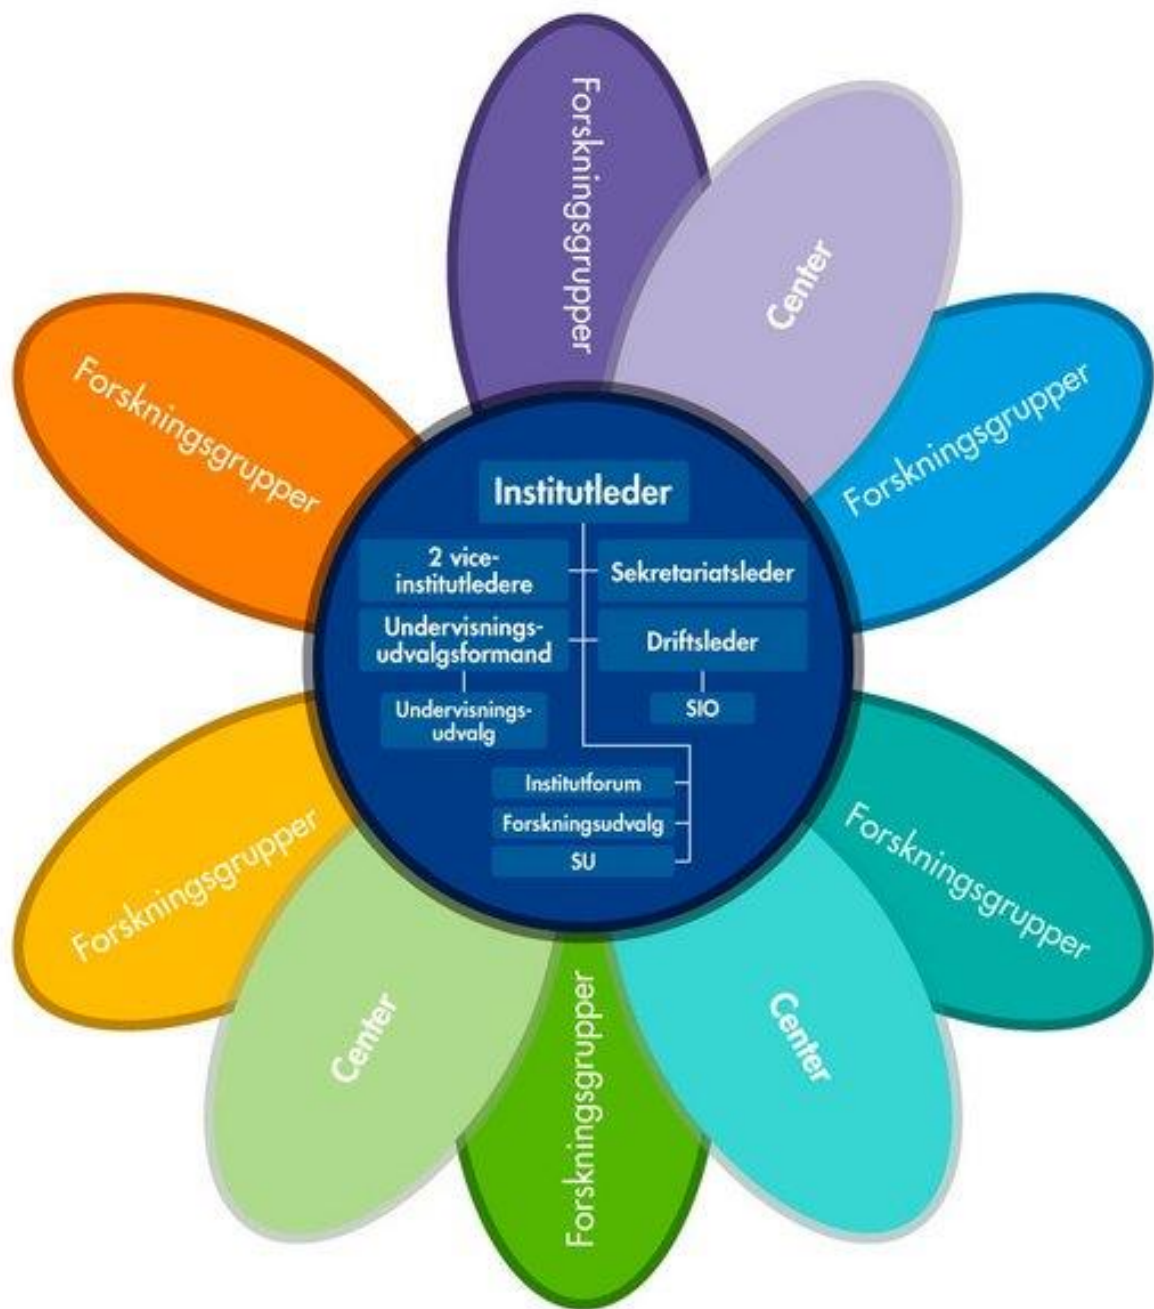 Forskningsgrupper
Center
Forskningsgrupper
Forskningsgrupper
Institutleder
2 vice-
institutledere
Sekretariatsleder
Undervisnings-
udvalgsformand
Driftsleder
Undervisnings-
udvalg
SIO
Institutforum
Forskningsudvalg
SU
Forskningsgrupper
Forskningsgrupper
Center
Center
Forskningsgrupper